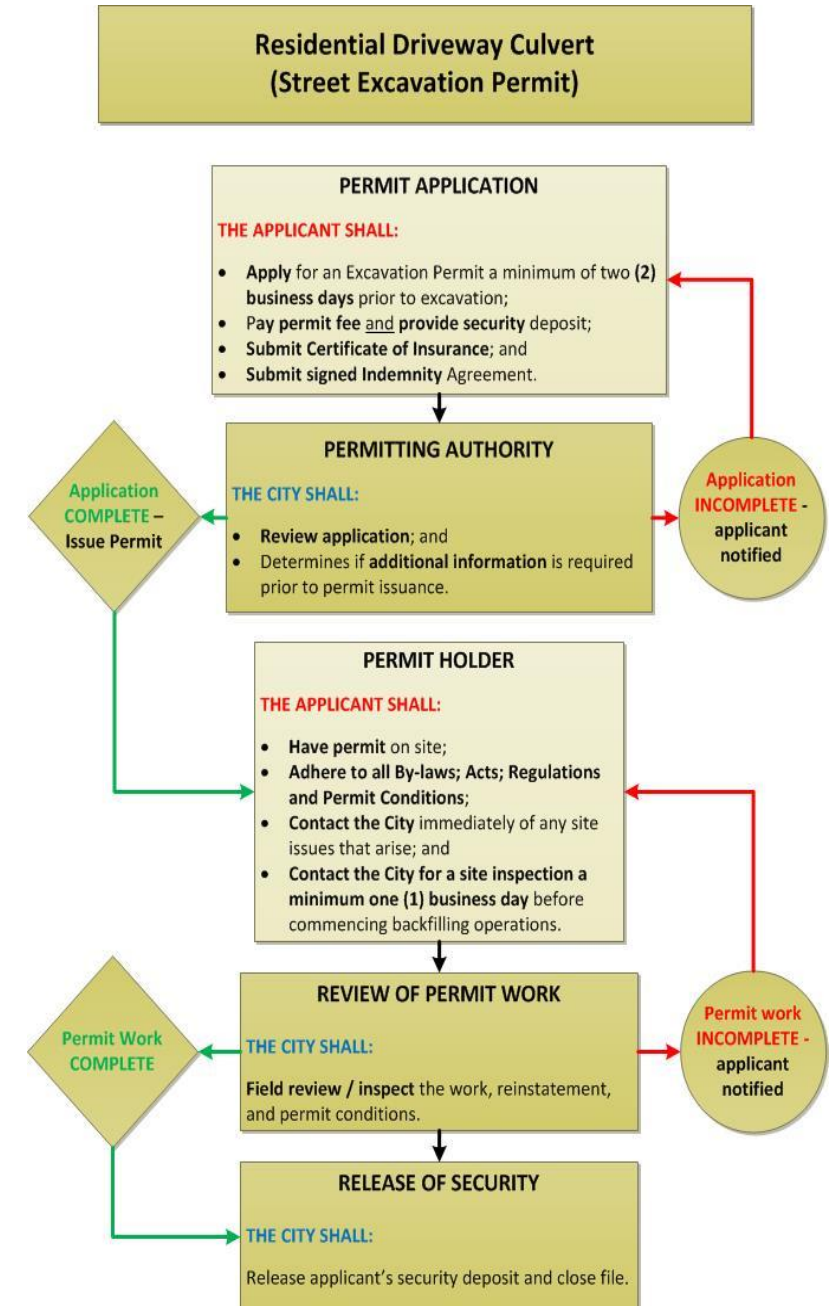 Residential Driveway Culvert
(Street Excavation Permit)
PERMIT APPLICATION
THE APPLICANT SHALL:
• Apply for an Excavation Permit a minimum of two (2)
business days prior to excavation;
• Pay permit fee and provide security deposit;
• Submit Certificate of Insurance; and
• Submit signed Indemnity Agreement.
PERMITTING AUTHORITY
THE CITY SHALL:
• Review application; and
• Determines if additional information is required
prior to permit issuance.
Application
COMPLETE –
Issue Permit
Application
INCOMPLETE -
applicant
notified
PERMIT HOLDER
THE APPLICANT SHALL:
• Have permit on site;
• Adhere to all By-laws; Acts; Regulations
and Permit Conditions;
• Contact the City immediately of any site
issues that arise; and
• Contact the City for a site inspection a
minimum one (1) business day before
commencing backfilling operations.
REVIEW OF PERMIT WORK
THE CITY SHALL:
Field review / inspect the work, reinstatement,
and permit conditions.
Permit Work
COMPLETE
Permit work
INCOMPLETE -
applicant
notified
RELEASE OF SECURITY
THE CITY SHALL:
Release applicant's security deposit and close file.